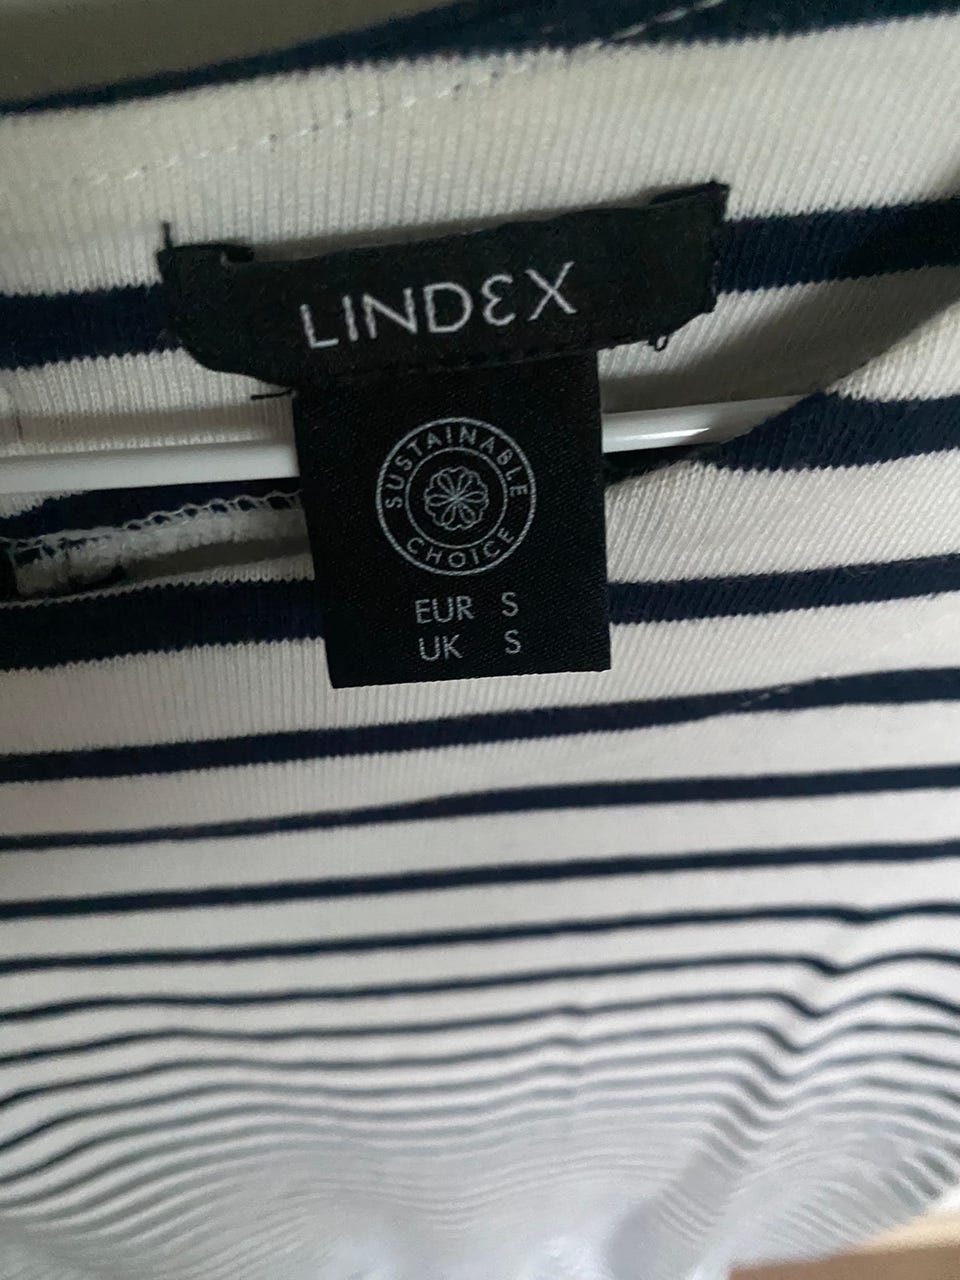 LINDEX
SUSTAINABLE
CHOICE
EUR S
UK S